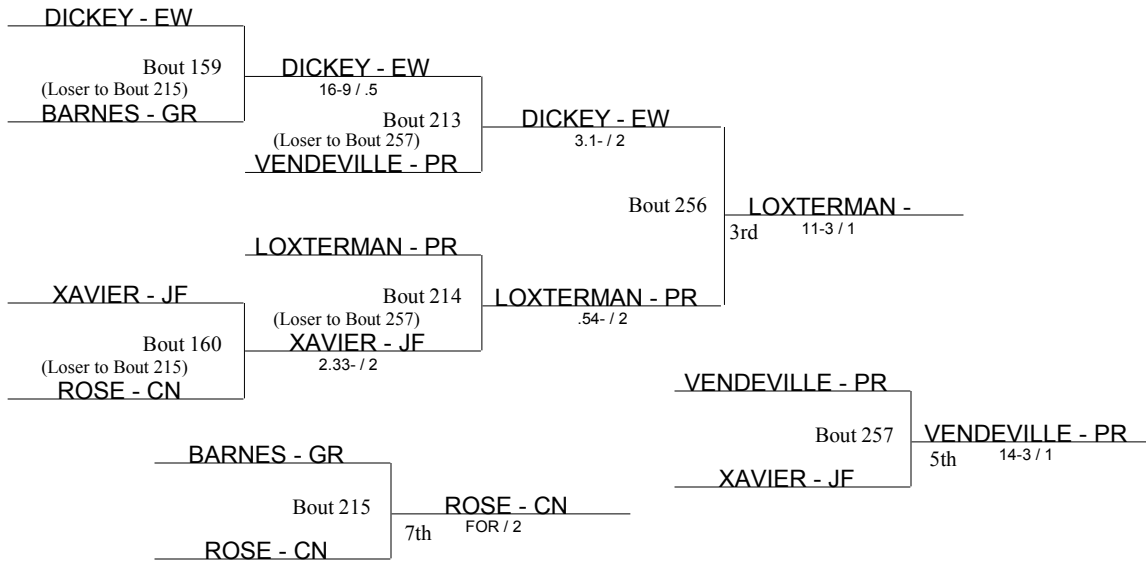 DICKEY - EW
Bout 159
(Loser to Bout 215)
BARNES - GR
DICKEY - EW
16-9 / .5
Bout 213
(Loser to Bout 257)
VENDEVILLE - PR
DICKEY - EW
3.1- / 2
Bout 256
LOXTERMAN -
3rd
11-3 / 1
LOXTERMAN - PR
XAVIER - JF
Bout 214
(Loser to Bout 257)
LOXTERMAN - PR
.54- / 2
Bout 160
(Loser to Bout 215)
XAVIER - JF
2.33- / 2
ROSE - CN
VENDEVILLE - PR
Bout 257
VENDEVILLE - PR
5th
14-3 / 1
XAVIER - JF
BARNES - GR
Bout 215
ROSE - CN
7th
FOR / 2
ROSE - CN